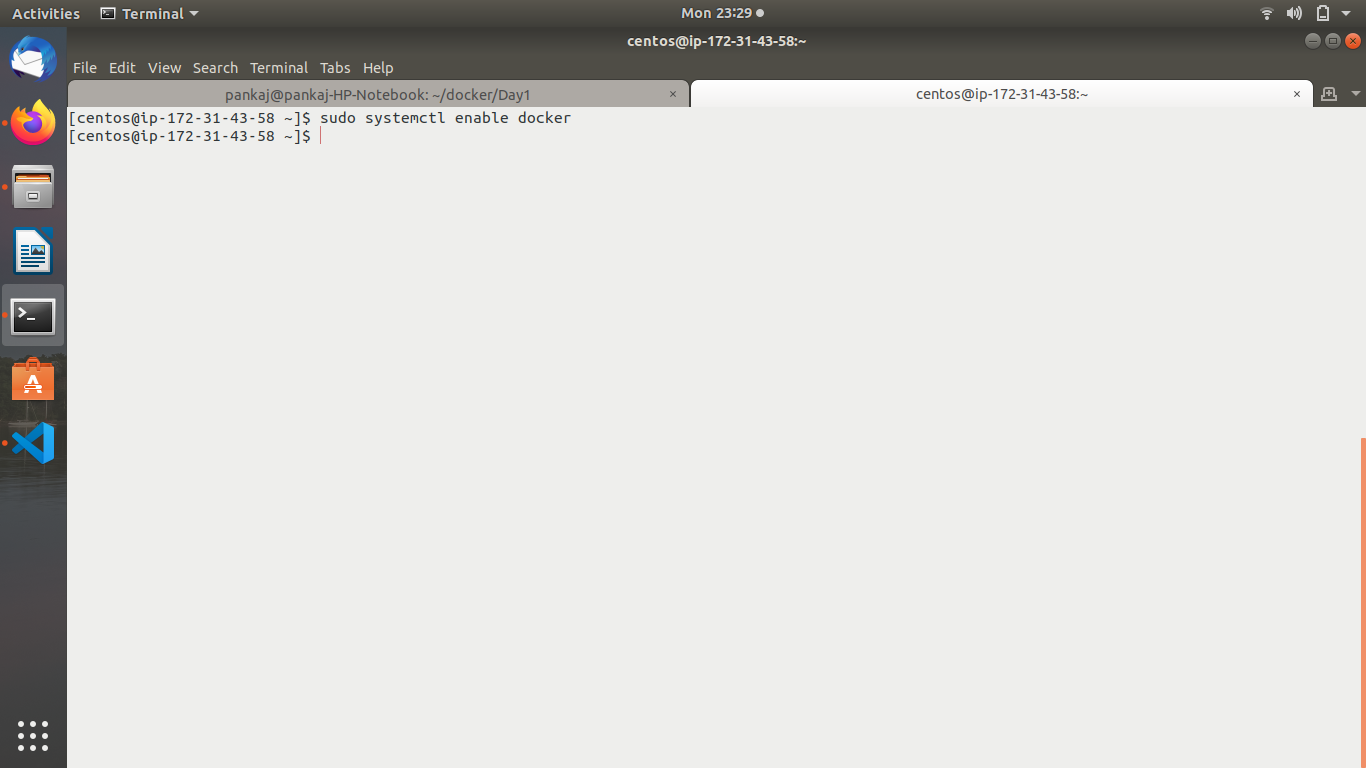 Activities Terminal Mon 23:29
centos@ip-172-31-43-58:~
File Edit View Search Terminal Tabs Help
pankaj@pankaj-HP-Notebook: ~/docker/Day1 × centos@ip-172-31-43-58:~ ×
[centos@ip-172-31-43-58 ~]$ sudo systemctl enable docker
[centos@ip-172-31-43-58 ~]$